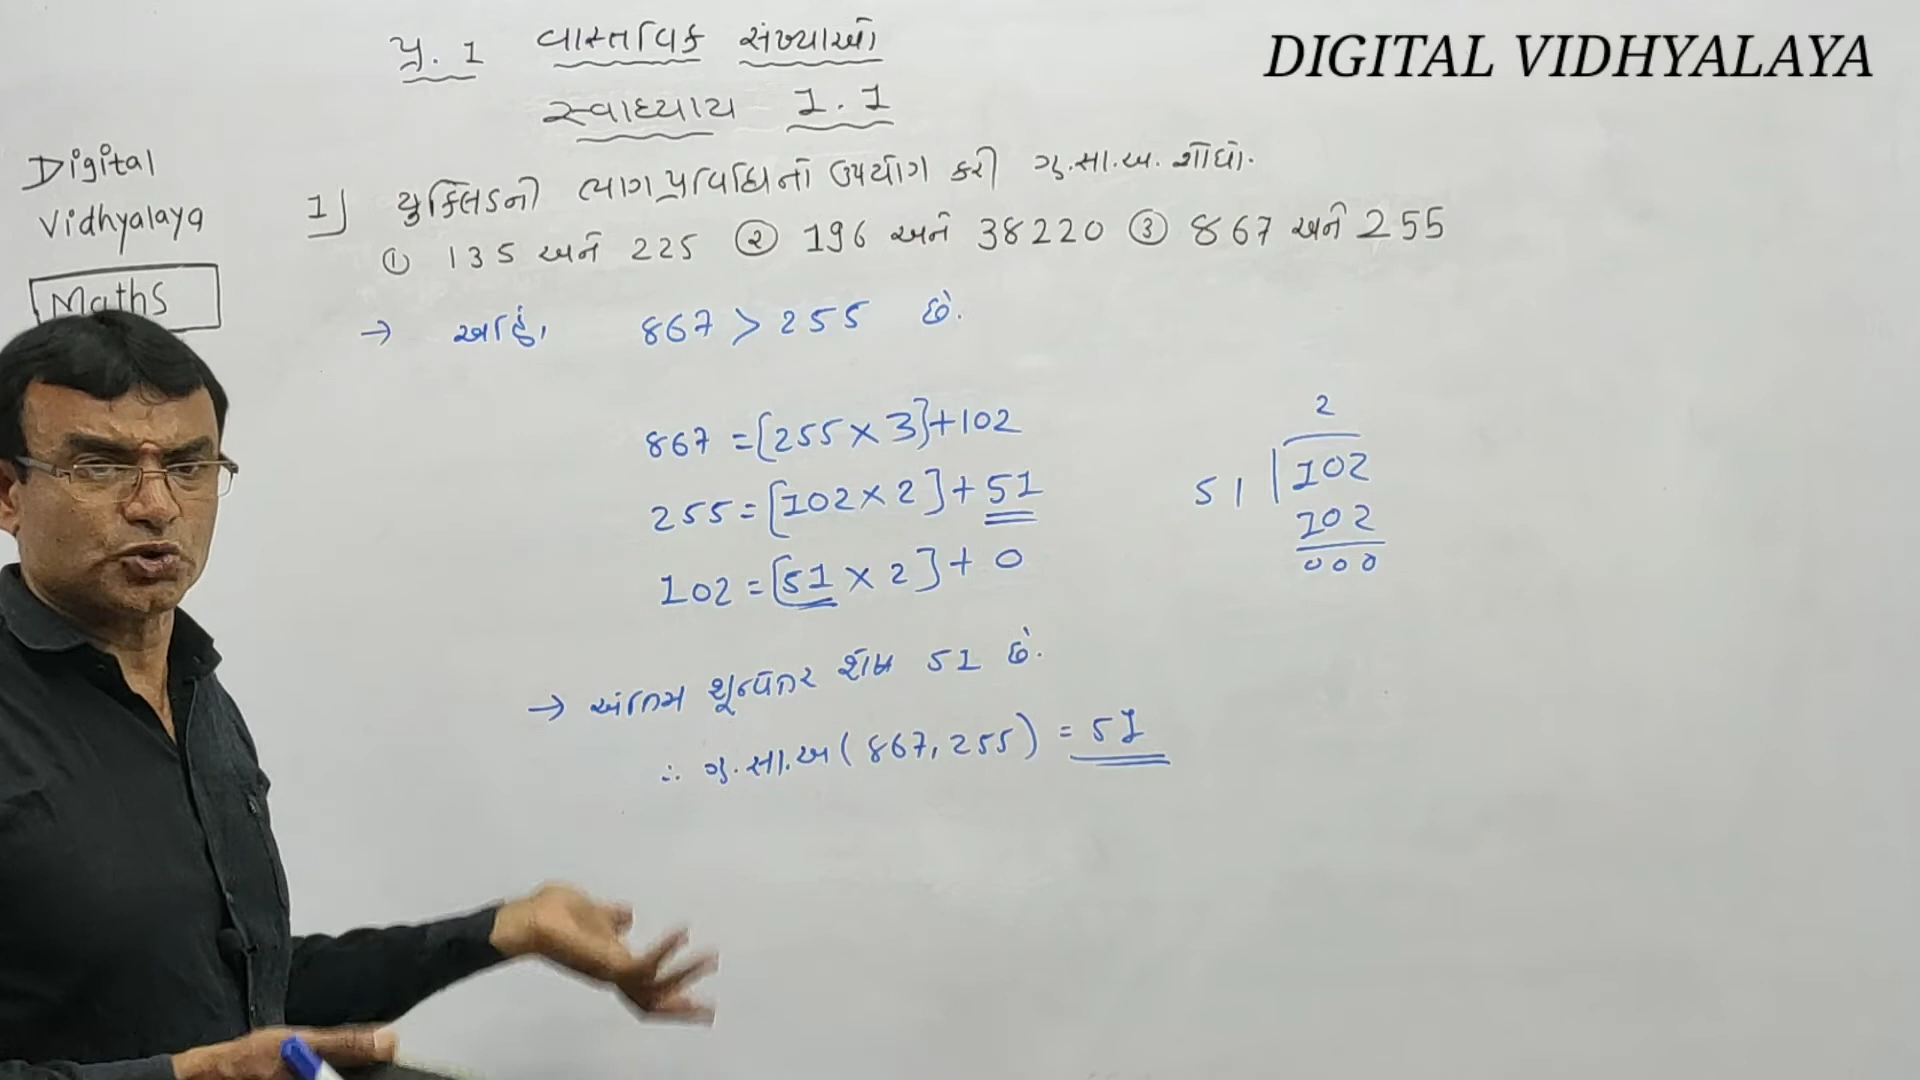 DIGITAL VIDHYALAYA
પ્ર. 1 વાસ્તવિક સંખ્યાઓ
સ્વાધ્યાય 1.1
Digital
Vidhyalaya
Maths
1] યુક્લિડની ભાગપ્રવિધિનો ઉપયોગ કરી ગુ.સા.અ. શોધો.
① 135 અને 225 ② 196 અને 38220 ③ 867 અને 255
→ અહિં, 867 > 255 છે.
867 = [255 × 3] + 102
255 = [102 × 2] + 51
102 = [51 × 2] + 0
2
51 | 102
102
000
→ અંતિમ શૂન્યેતર શેષ 51 છે.
∴ ગુ.સા.અ (867, 255) = 51